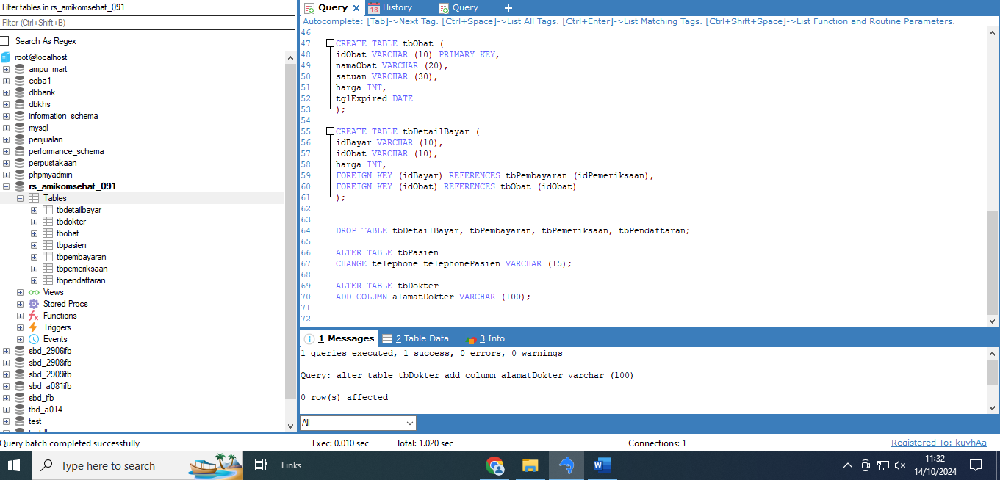 Filter tables in rs_amikomsehat_091
Filter (Ctrl+Shift+B)
Search As Regex
root@localhost
ampu_mart
coba1
dbbank
dbkhs
information_schema
mysql
penjualan
performance_schema
perpustakaan
phpmyadmin
rs_amikomsehat_091
Tables
tbdetailbayar
tbdokter
tbobat
tbpasien
tbpembayaran
tbpemeriksaan
tbpendaftaran
Views
Stored Procs
Functions
Triggers
Events
sbd_2906ifb
sbd_2908ifb
sbd_2909ifb
sbd_a081ifb
sbd_ifb
tbd_a014
test
Query History Query
Autocomplete: [Tab]->Next Tag. [Ctrl+Space]->List All Tags. [Ctrl+Enter]->List Matching Tags. [Ctrl+Shift+Space]->List Function and Routine Parameters.
46
47 CREATE TABLE tbObat (
48 idObat VARCHAR (10) PRIMARY KEY,
49 namaObat VARCHAR (20),
50 satuan VARCHAR (30),
51 harga INT,
52 tglExpired DATE
53 );
54
55 CREATE TABLE tbDetailBayar (
56 idBayar VARCHAR (10),
57 idObat VARCHAR (10),
58 harga INT,
59 FOREIGN KEY (idBayar) REFERENCES tbPembayaran (idPemeriksaan),
60 FOREIGN KEY (idObat) REFERENCES tbObat (idObat)
61 );
62
63
64 DROP TABLE tbDetailBayar, tbPembayaran, tbPemeriksaan, tbPendaftaran;
65
66 ALTER TABLE tbPasien
67 CHANGE telephone telephonePasien VARCHAR (15);
68
69 ALTER TABLE tbDokter
70 ADD COLUMN alamatDokter VARCHAR (100);
71
72
1 Messages 2 Table Data 3 Info
1 queries executed, 1 success, 0 errors, 0 warnings
Query: alter table tbDokter add column alamatDokter varchar (100)
0 row(s) affected
All
Query batch completed successfully Exec: 0.010 sec Total: 1.020 sec Connections: 1 Registered To: kuyhAa
Type here to search Links 11:32
14/10/2024